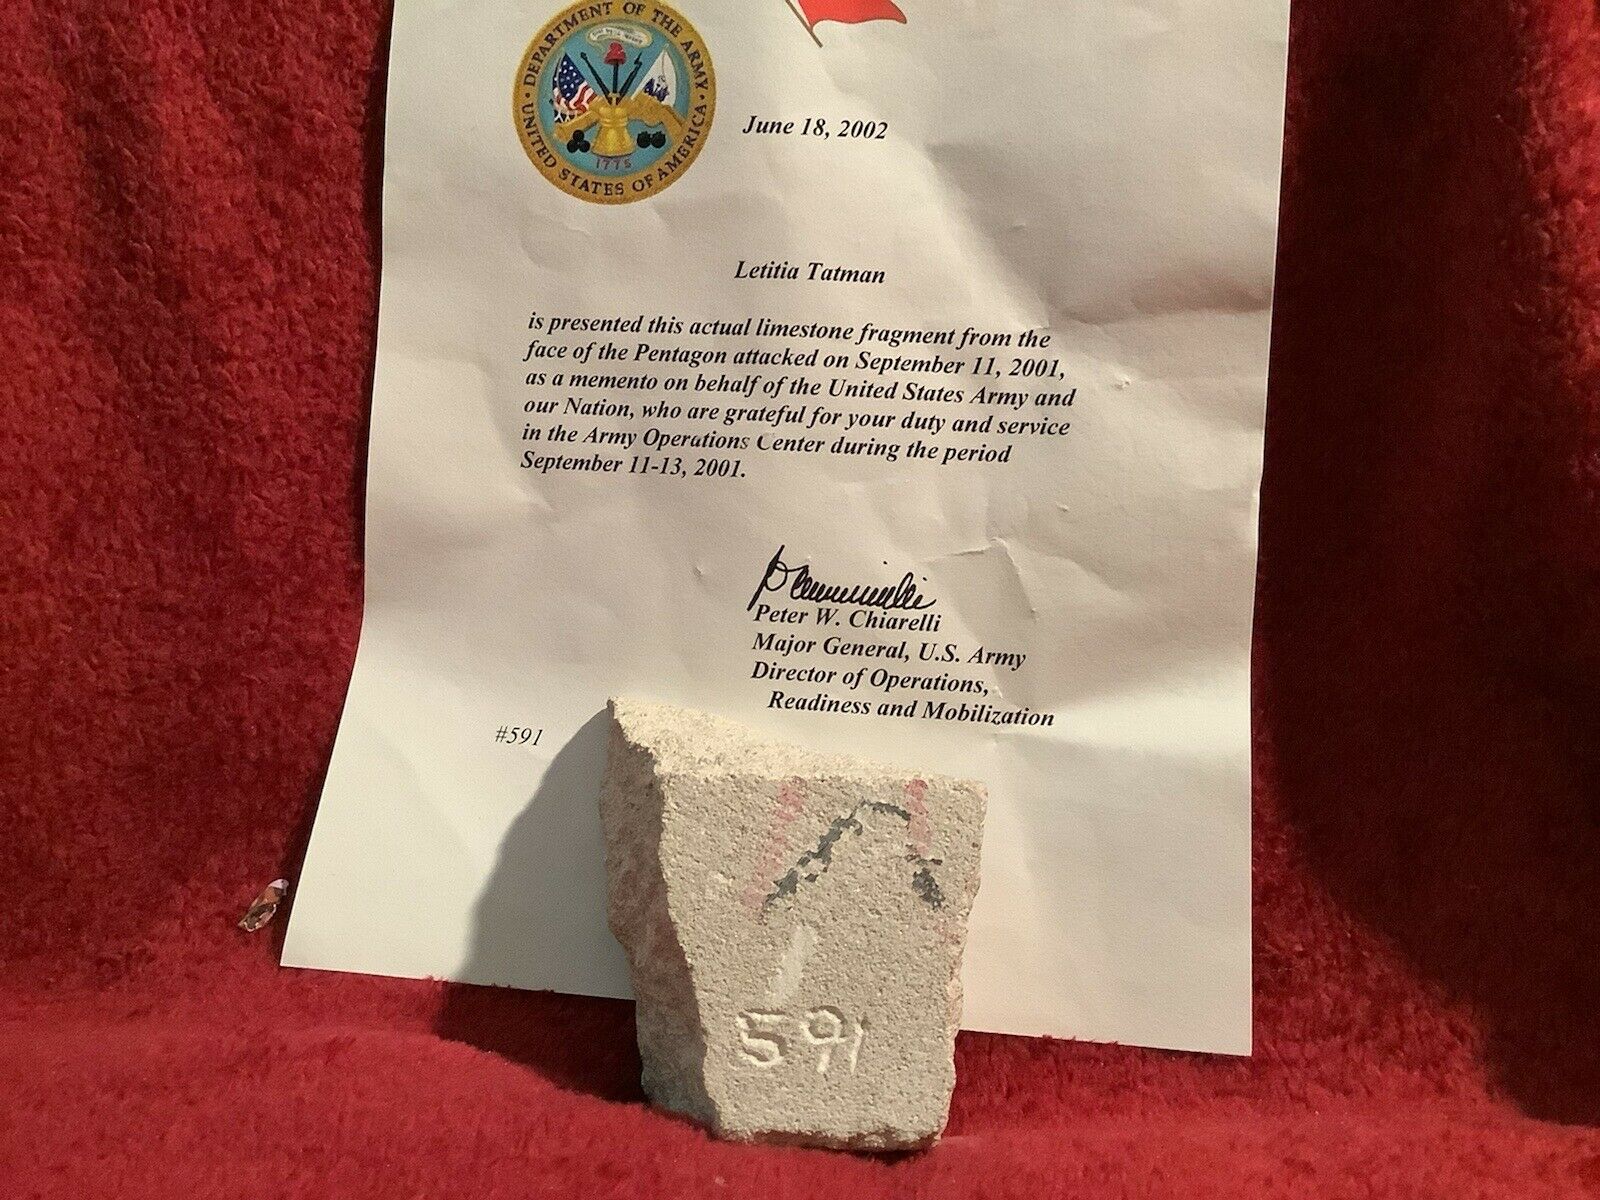 DEPARTMENT OF THE ARMY
UNITED STATES OF AMERICA
1775
June 18, 2002
Letitia Tatman
is presented this actual limestone fragment from the
face of the Pentagon attacked on September 11, 2001,
as a memento on behalf of the United States Army and
our Nation, who are grateful for your duty and service
in the Army Operations Center during the period
September 11-13, 2001.
Peter W. Chiarelli
Major General, U.S. Army
Director of Operations,
Readiness and Mobilization
#591
591